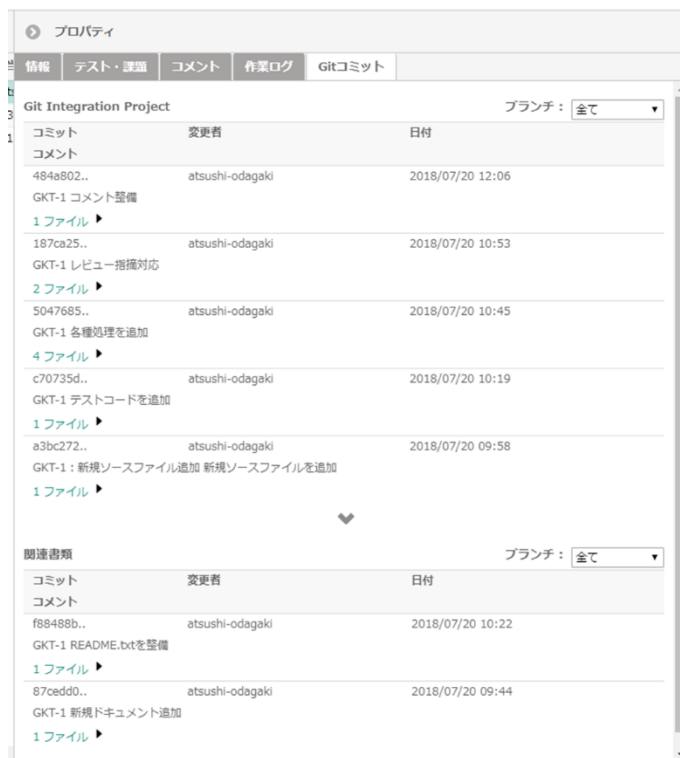 プロパティ
情報 テスト・課題 コメント 作業ログ Gitコミット
Git Integration Project ブランチ： 全て
コミット 変更者 日付
コメント
484a802.. atsushi-odagaki 2018/07/20 12:06
GKT-1 コメント整備
1 ファイル
187ca25.. atsushi-odagaki 2018/07/20 10:53
GKT-1 レビュー指摘対応
2 ファイル
5047685.. atsushi-odagaki 2018/07/20 10:45
GKT-1 各種処理を追加
4 ファイル
c70735d.. atsushi-odagaki 2018/07/20 10:19
GKT-1 テストコードを追加
1 ファイル
a3bc272.. atsushi-odagaki 2018/07/20 09:58
GKT-1：新規ソースファイル追加 新規ソースファイルを追加
1 ファイル
関連書類 ブランチ： 全て
コミット 変更者 日付
コメント
f88488b.. atsushi-odagaki 2018/07/20 10:22
GKT-1 README.txtを整備
1 ファイル
87cedd0.. atsushi-odagaki 2018/07/20 09:44
GKT-1 新規ドキュメント追加
1 ファイル